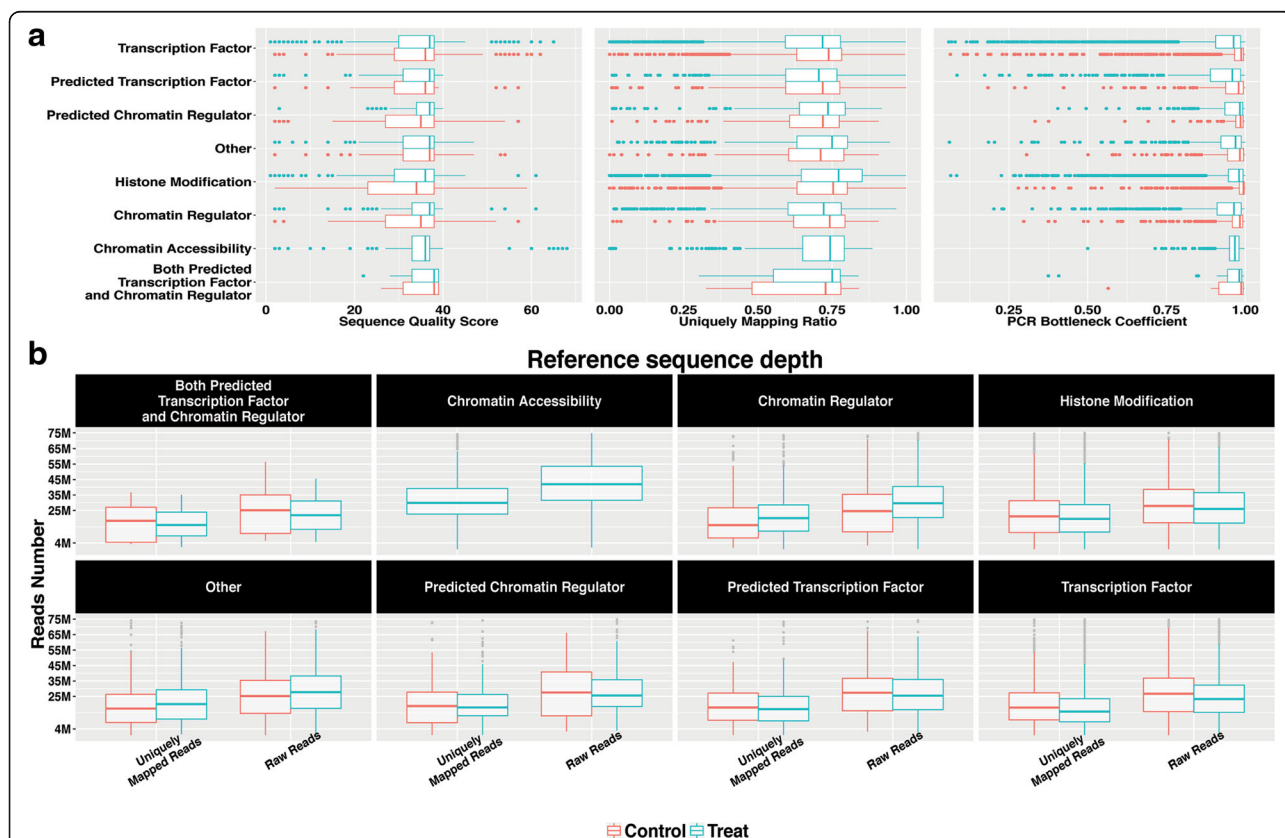 a
Transcription Factor
Predicted Transcription Factor
Predicted Chromatin Regulator
Other
Histone Modification
Chromatin Regulator
Chromatin Accessibility
Both Predicted
Transcription Factor
and Chromatin Regulator
0 20 40 60
Sequence Quality Score
0.00 0.25 0.50 0.75 1.00
Uniquely Mapping Ratio
0.25 0.50 0.75 1.00
PCR Bottleneck Coefficient
b
Reference sequence depth
Reads Number
Both Predicted
Transcription Factor
and Chromatin Regulator
Chromatin Accessibility
Chromatin Regulator
Histone Modification
75M
65M
55M
45M
35M
25M
4M
Other
Predicted Chromatin Regulator
Predicted Transcription Factor
Transcription Factor
75M
65M
55M
45M
35M
25M
4M
Uniquely
Mapped Reads
Raw Reads
Uniquely
Mapped Reads
Raw Reads
Uniquely
Mapped Reads
Raw Reads
Uniquely
Mapped Reads
Raw Reads
Control Treat